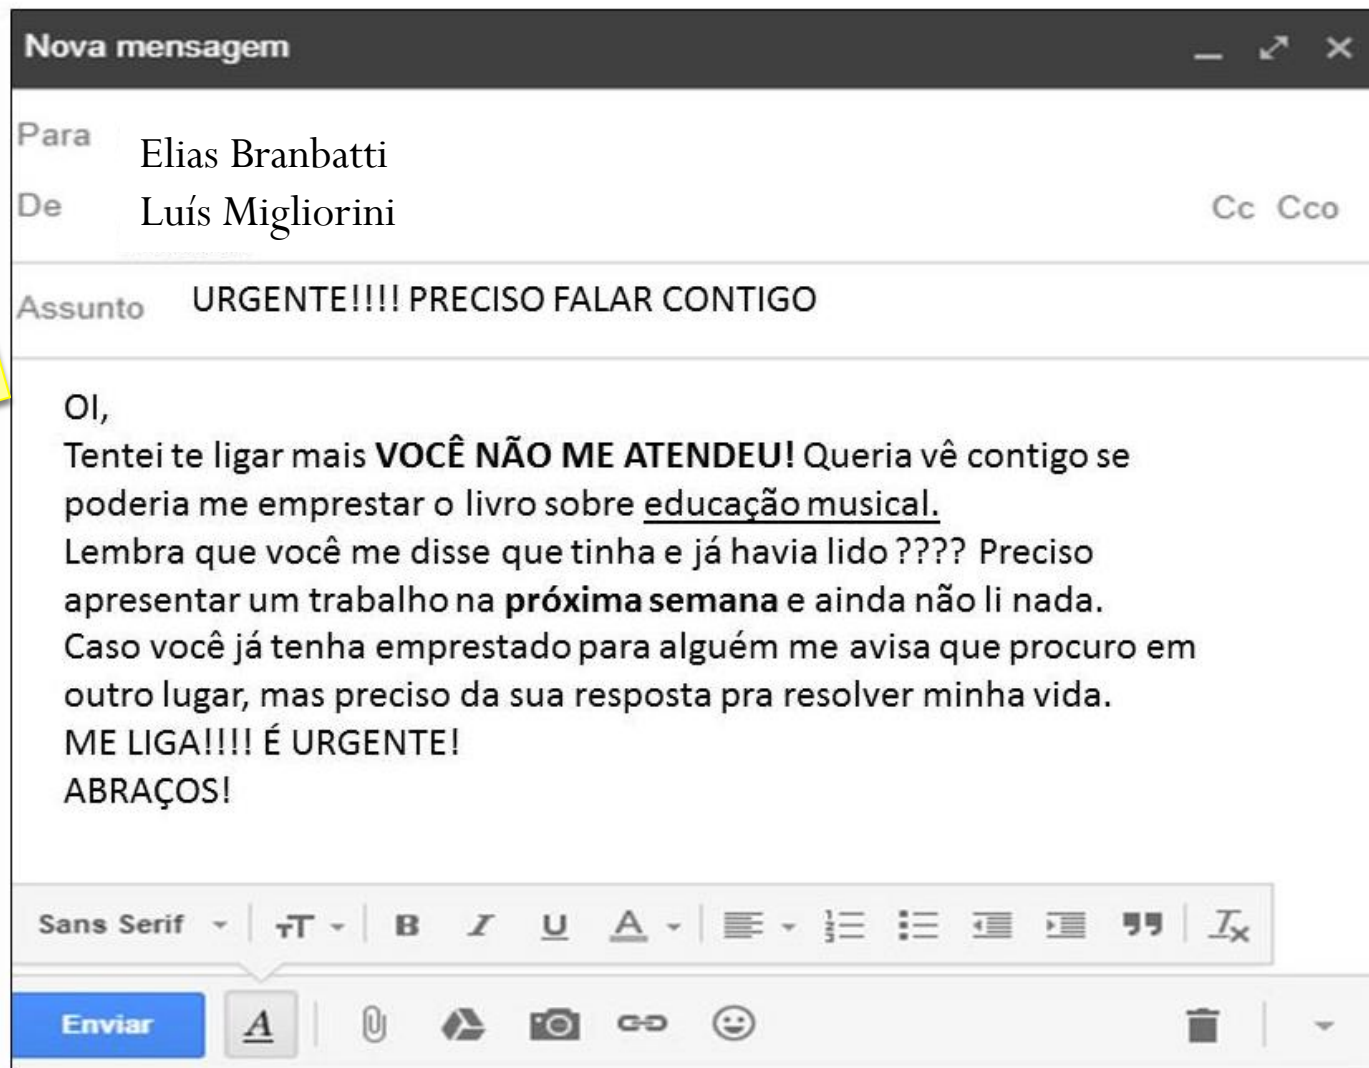 Nova mensagem
Para Elias Branbatti
De Luís Migliorini
Cc Cco
Assunto URGENTE!!!! PRECISO FALAR CONTIGO
OI,
Tentei te ligar mais VOCÊ NÃO ME ATENDEU! Queria vê contigo se
poderia me emprestar o livro sobre educação musical.
Lembra que você me disse que tinha e já havia lido ???? Preciso
apresentar um trabalho na próxima semana e ainda não li nada.
Caso você já tenha emprestado para alguém me avisa que procuro em
outro lugar, mas preciso da sua resposta pra resolver minha vida.
ME LIGA!!!! É URGENTE!
ABRAÇOS!
Sans Serif
Enviar